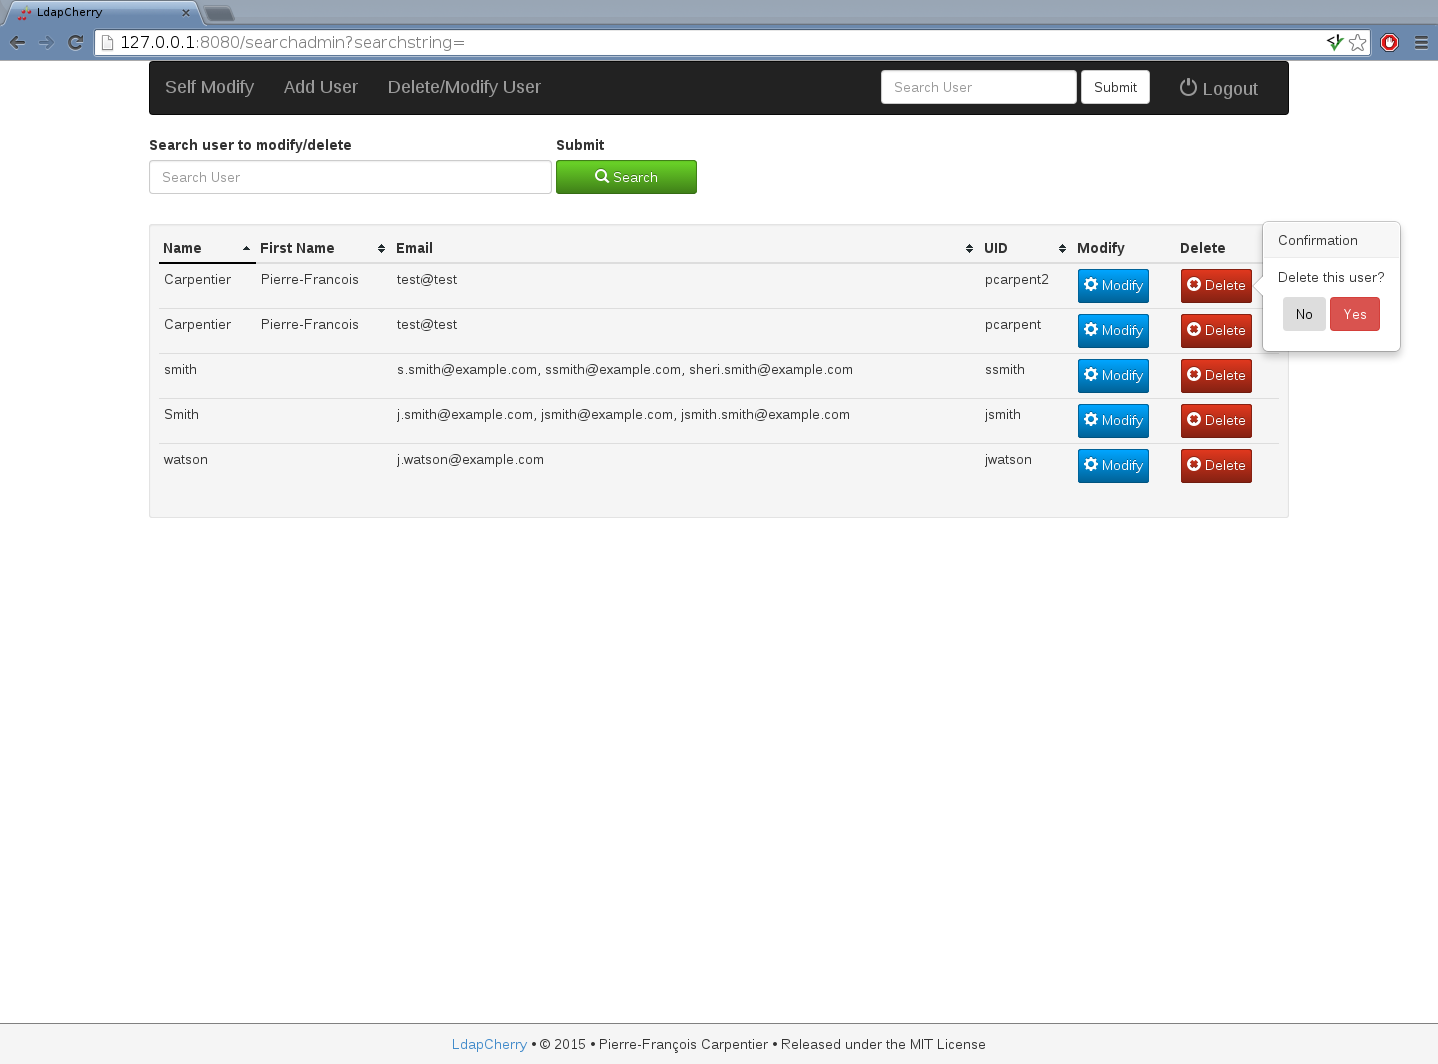 LdapCherry
127.0.0.1:8080/searchadmin?searchstring=
Self Modify Add User Delete/Modify User Search User Submit Logout
Search user to modify/delete Submit
Search User Search
Name First Name Email UID Modify Delete
Carpentier Pierre-Francois test@test pcarpent2 Modify Delete
Carpentier Pierre-Francois test@test pcarpent Modify Delete
smith s.smith@example.com, ssmith@example.com, sheri.smith@example.com ssmith Modify Delete
Smith j.smith@example.com, jsmith@example.com, jsmith.smith@example.com jsmith Modify Delete
watson j.watson@example.com jwatson Modify Delete
Confirmation
Delete this user?
No Yes
LdapCherry • © 2015 • Pierre-François Carpentier • Released under the MIT License